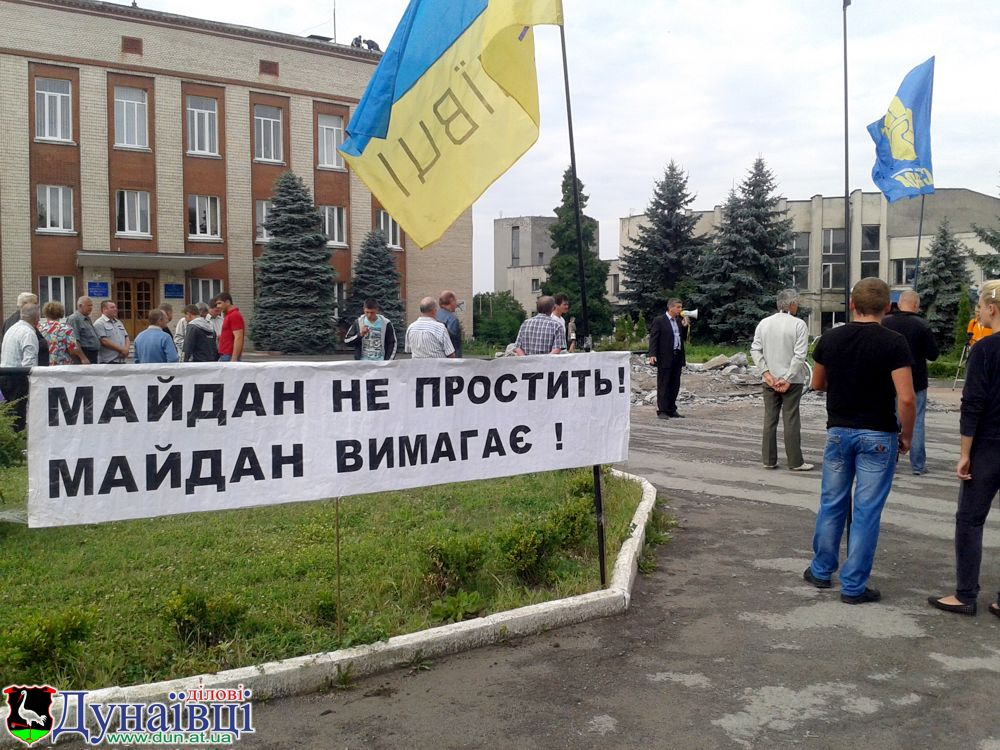 ЇВЦІ
МАЙДАН НЕ ПРОСТИТЬ!
МАЙДАН ВИМАГАЄ !
ділові
Дунаївці
www.dun.at.ua